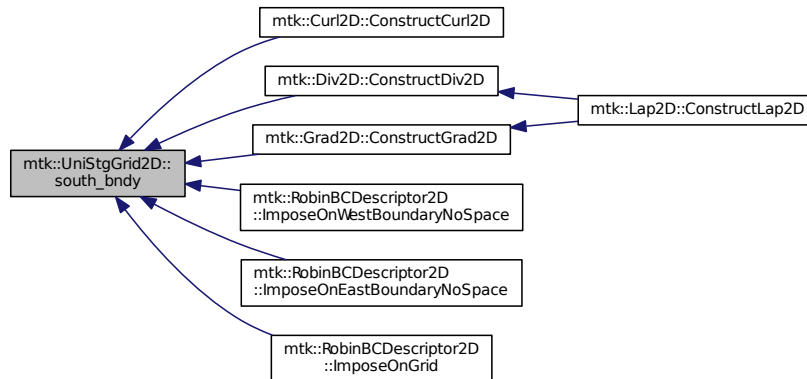 mtk::Curl2D::ConstructCurl2D
mtk::Div2D::ConstructDiv2D
mtk::Lap2D::ConstructLap2D
mtk::Grad2D::ConstructGrad2D
mtk::UniStgGrid2D::
south_bndy
mtk::RobinBCDescriptor2D
::ImposeOnWestBoundaryNoSpace
mtk::RobinBCDescriptor2D
::ImposeOnEastBoundaryNoSpace
mtk::RobinBCDescriptor2D
::ImposeOnGrid